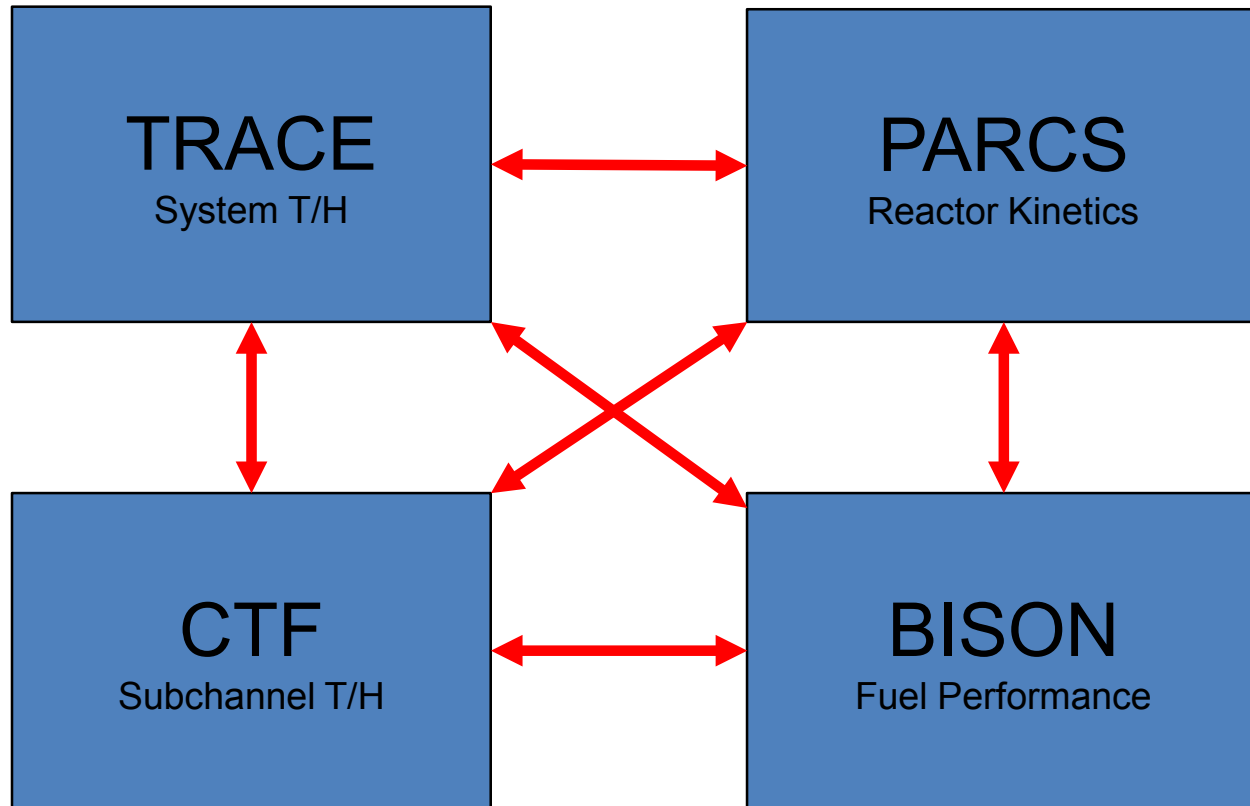 TRACE
System T/H
PARCS
Reactor Kinetics
CTF
Subchannel T/H
BISON
Fuel Performance